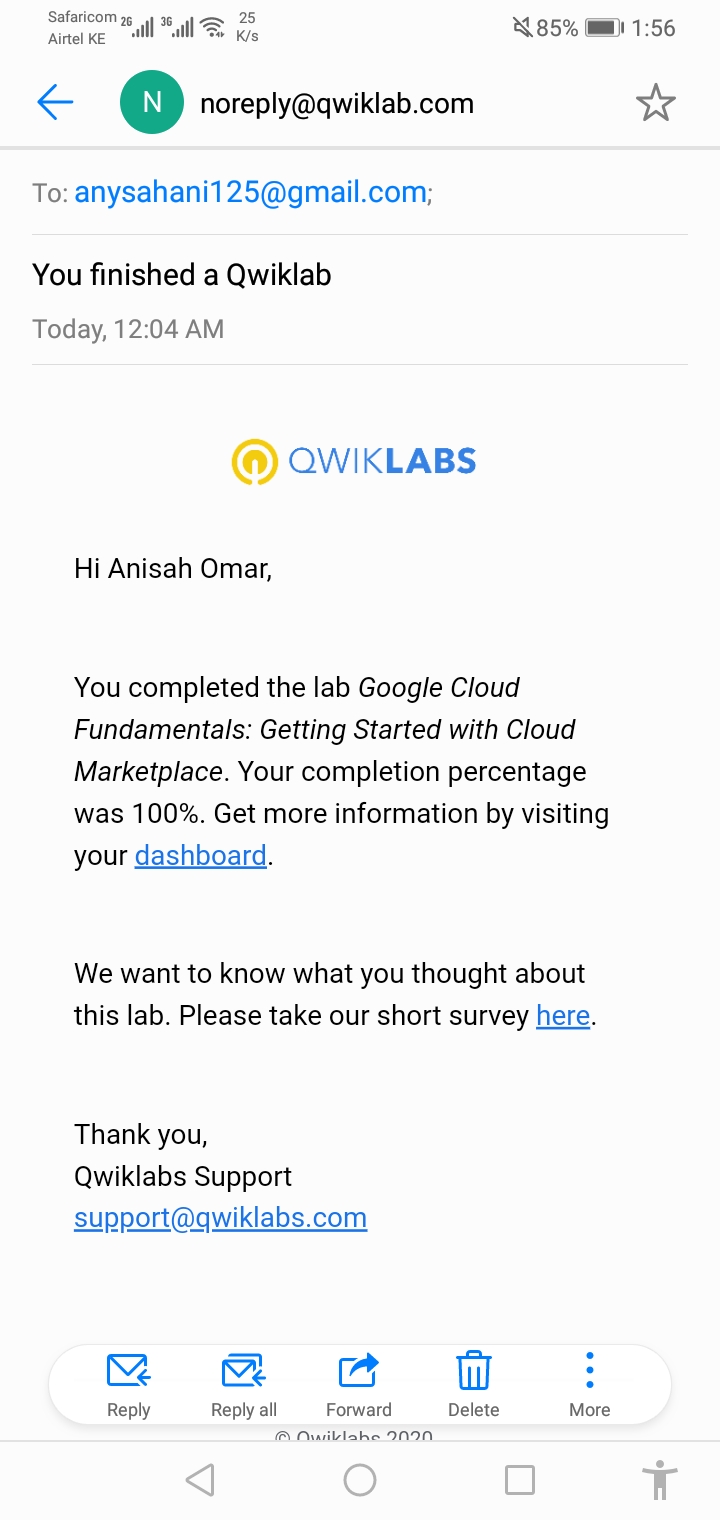 Safaricom 2G 3G 25 85% 1:56
Airtel KE K/s
N noreply@qwiklab.com
To: anysahani125@gmail.com;
You finished a Qwiklab
Today, 12:04 AM
QWIKLABS
Hi Anisah Omar,
You completed the lab Google Cloud
Fundamentals: Getting Started with Cloud
Marketplace. Your completion percentage
was 100%. Get more information by visiting
your dashboard.
We want to know what you thought about
this lab. Please take our short survey here.
Thank you,
Qwiklabs Support
support@qwiklabs.com
Reply Reply all Forward Delete More
© Qwiklabs 2020